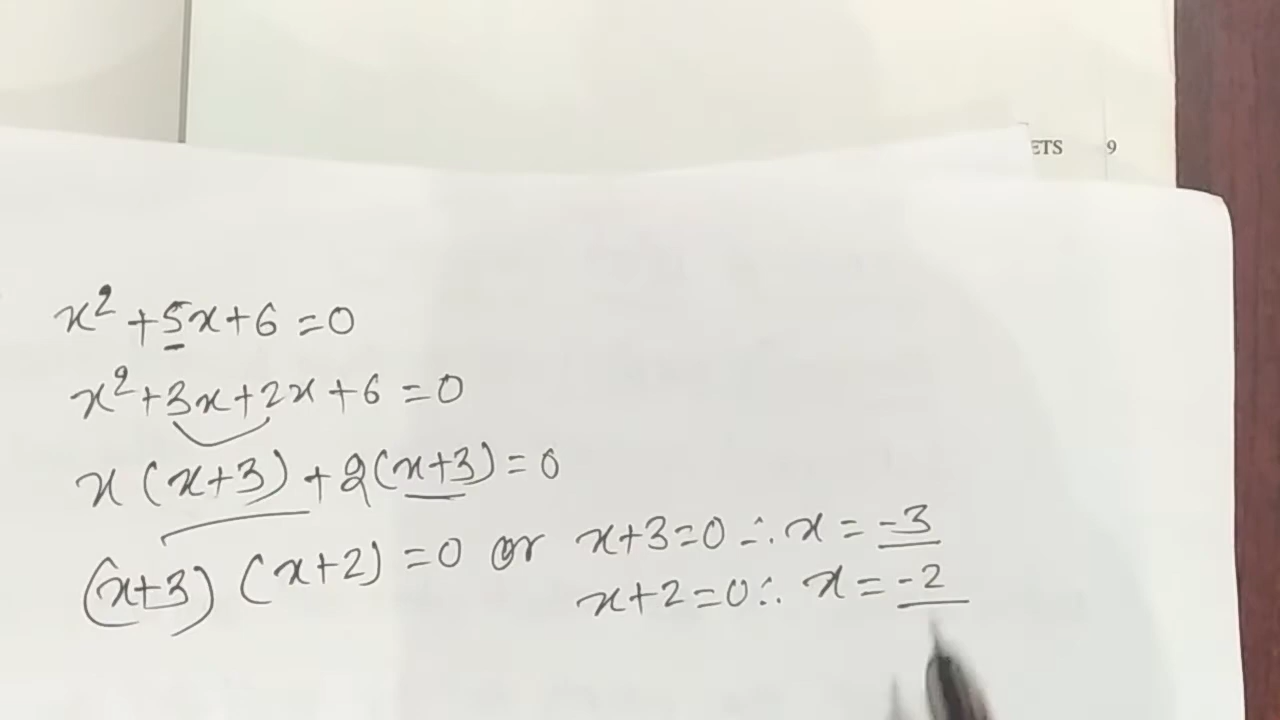 ETS 9
x² + 5x + 6 = 0
x² + 3x + 2x + 6 = 0
x (x+3) + 2 (x+3) = 0
(x+3) (x+2) = 0 or x+3=0 ∴ x = -3
x+2=0 ∴ x = -2